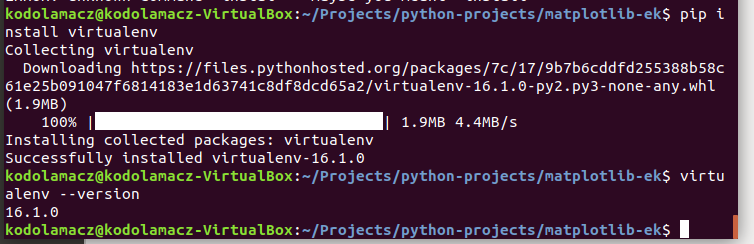 kodolamacz@kodolamacz-VirtualBox:~/Projects/python-projects/matplotlib-ek$ pip i
nstall virtualenv
Collecting virtualenv
  Downloading https://files.pythonhosted.org/packages/7c/17/9b7b6cddfd255388b58c
61e25b091047f6814183e1d63741c8df8dcd65a2/virtualenv-16.1.0-py2.py3-none-any.whl
(1.9MB)
    100% |████████████████████████████████| 1.9MB 4.4MB/s
Installing collected packages: virtualenv
Successfully installed virtualenv-16.1.0
kodolamacz@kodolamacz-VirtualBox:~/Projects/python-projects/matplotlib-ek$ virtu
alenv --version
16.1.0
kodolamacz@kodolamacz-VirtualBox:~/Projects/python-projects/matplotlib-ek$